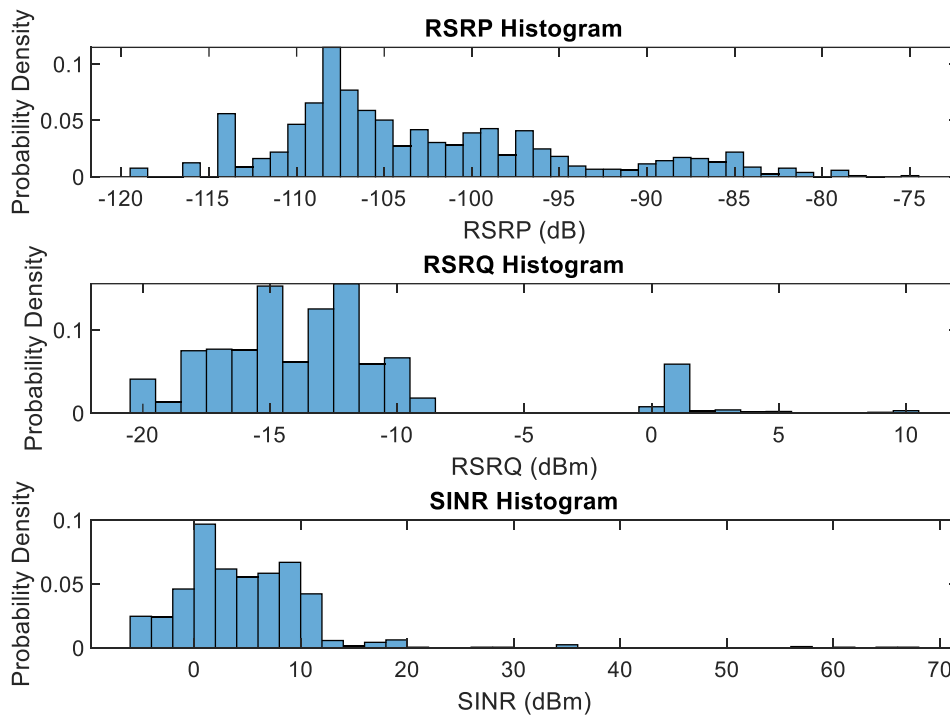 RSRP Histogram
Probability Density
0.1
0.05
0
-120 -115 -110 -105 -100 -95 -90 -85 -80 -75
RSRP (dB)
RSRQ Histogram
Probability Density
0.1
0
-20 -15 -10 -5 0 5 10
RSRQ (dBm)
SINR Histogram
Probability Density
0.1
0.05
0
0 10 20 30 40 50 60 70
SINR (dBm)